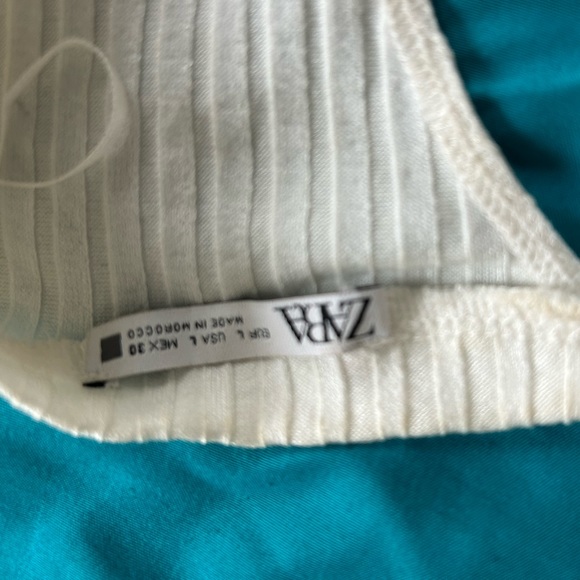 ZARA
EUR L USA L MEX 30
MADE IN MOROCCO